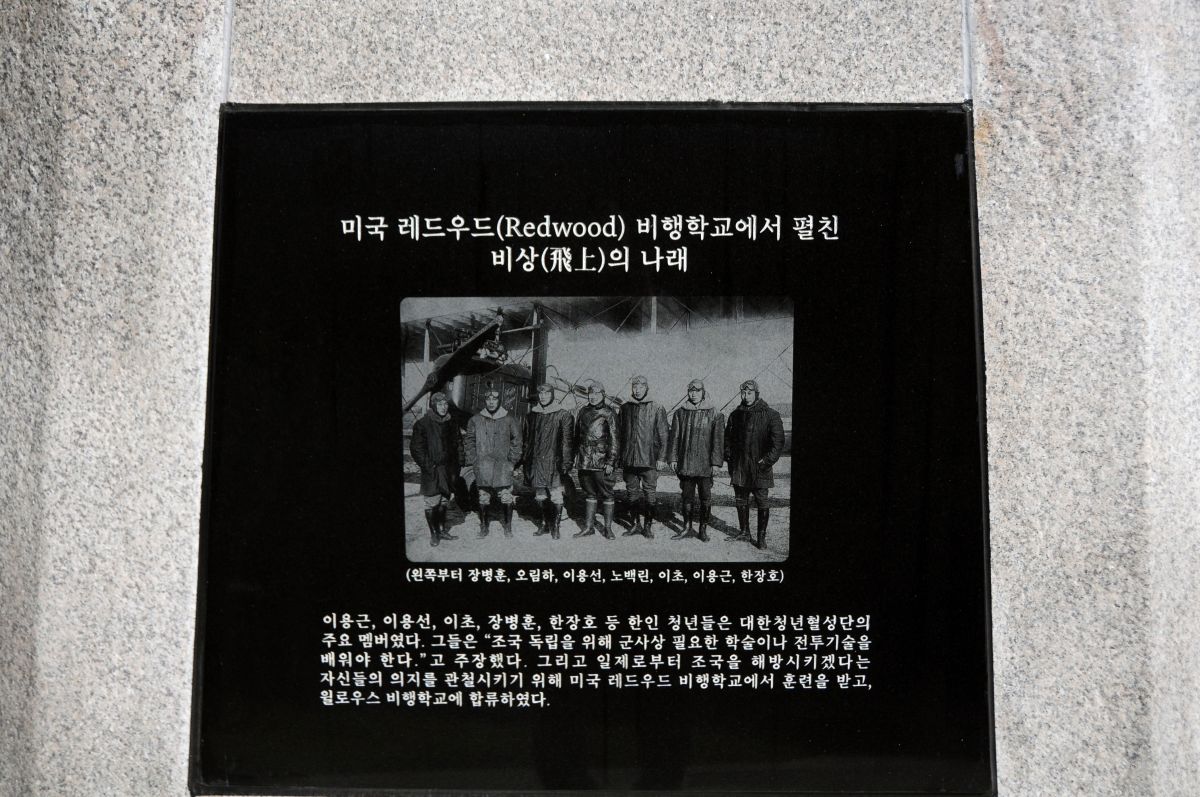 미국 레드우드(Redwood) 비행학교에서 펼친
비상(飛上)의 나래
(왼쪽부터 장병훈, 오림하, 이용선, 노백린, 이초, 이용근, 한장호)
이용근, 이용선, 이초, 장병훈, 한장호 등 한인 청년들은 대한청년혈성단의
주요 멤버였다. 그들은 “조국 독립을 위해 군사상 필요한 학술이나 전투기술을
배워야 한다.”고 주장했다. 그리고 일제로부터 조국을 해방시키겠다는
자신들의 의지를 관철시키기 위해 미국 레드우드 비행학교에서 훈련을 받고,
윌로우스 비행학교에 합류하였다.